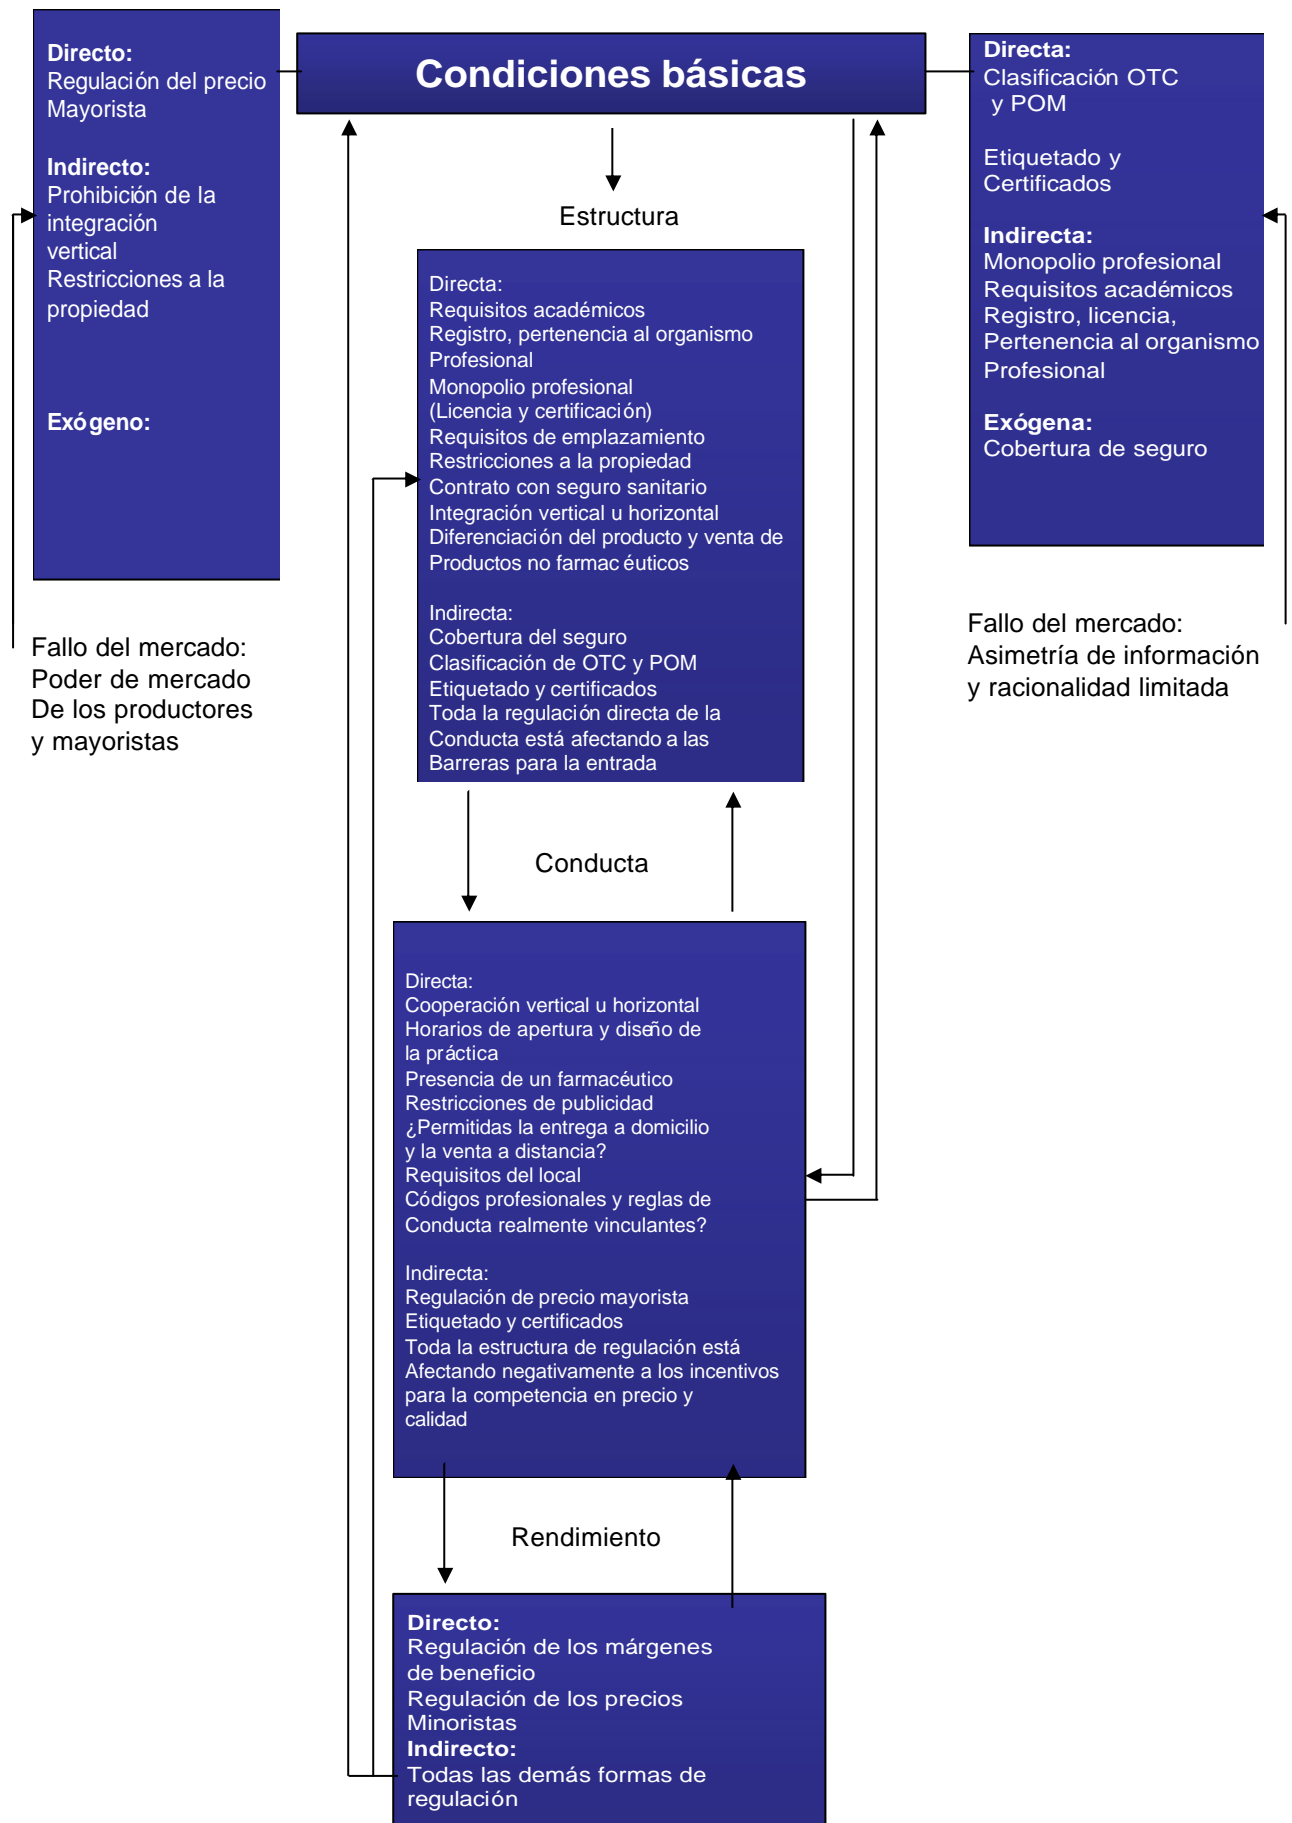 Directo:
Regulación del precio
Mayorista
Indirecto:
Prohibición de la
integración
vertical
Restricciones a la
propiedad
Exógeno:
Fallo del mercado:
Poder de mercado
De los productores
y mayoristas
Condiciones básicas
Directa:
Clasificación OTC
y POM
Etiquetado y
Certificados
Indirecta:
Monopolio profesional
Requisitos académicos
Registro, licencia,
Pertenencia al organismo
Profesional
Exógena:
Cobertura de seguro
Fallo del mercado:
Asimetría de información
y racionalidad limitada
Estructura
Directa:
Requisitos académicos
Registro, pertenencia al organismo
Profesional
Monopolio profesional
(Licencia y certificación)
Requisitos de emplazamiento
Restricciones a la propiedad
Contrato con seguro sanitario
Integración vertical u horizontal
Diferenciación del producto y venta de
Productos no farmac éuticos
Indirecta:
Cobertura del seguro
Clasificación de OTC y POM
Etiquetado y certificados
Toda la regulación directa de la
Conducta está afectando a las
Barreras para la entrada
Conducta
Directa:
Cooperación vertical u horizontal
Horarios de apertura y diseño de
la práctica
Presencia de un farmacéutico
Restricciones de publicidad
¿Permitidas la entrega a domicilio
y la venta a distancia?
Requisitos del local
Códigos profesionales y reglas de
Conducta realmente vinculantes?
Indirecta:
Regulación de precio mayorista
Etiquetado y certificados
Toda la estructura de regulación está
Afectando negativamente a los incentivos
para la competencia en precio y
calidad
Rendimiento
Directo:
Regulación de los márgenes
de beneficio
Regulación de los precios
Minoristas
Indirecto:
Todas las demás formas de
regulación